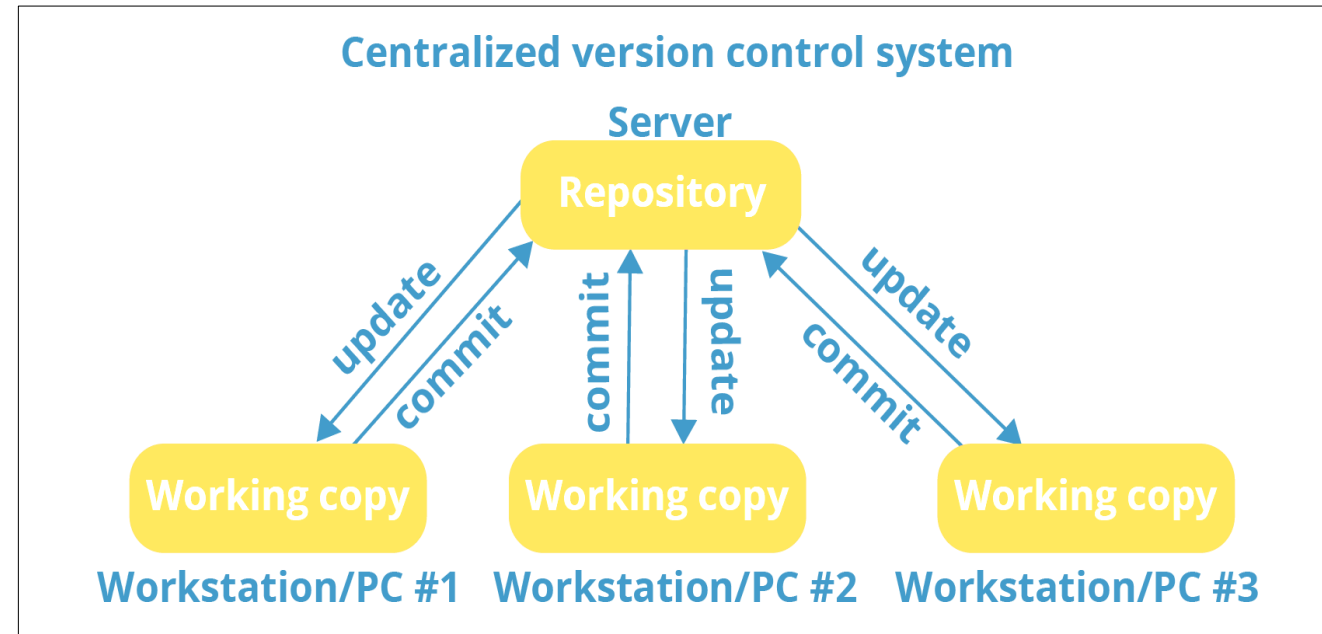 Centralized version control system
Server
Repository
update
commit
commit
update
update
commit
Working copy
Working copy
Working copy
Workstation/PC #1
Workstation/PC #2
Workstation/PC #3